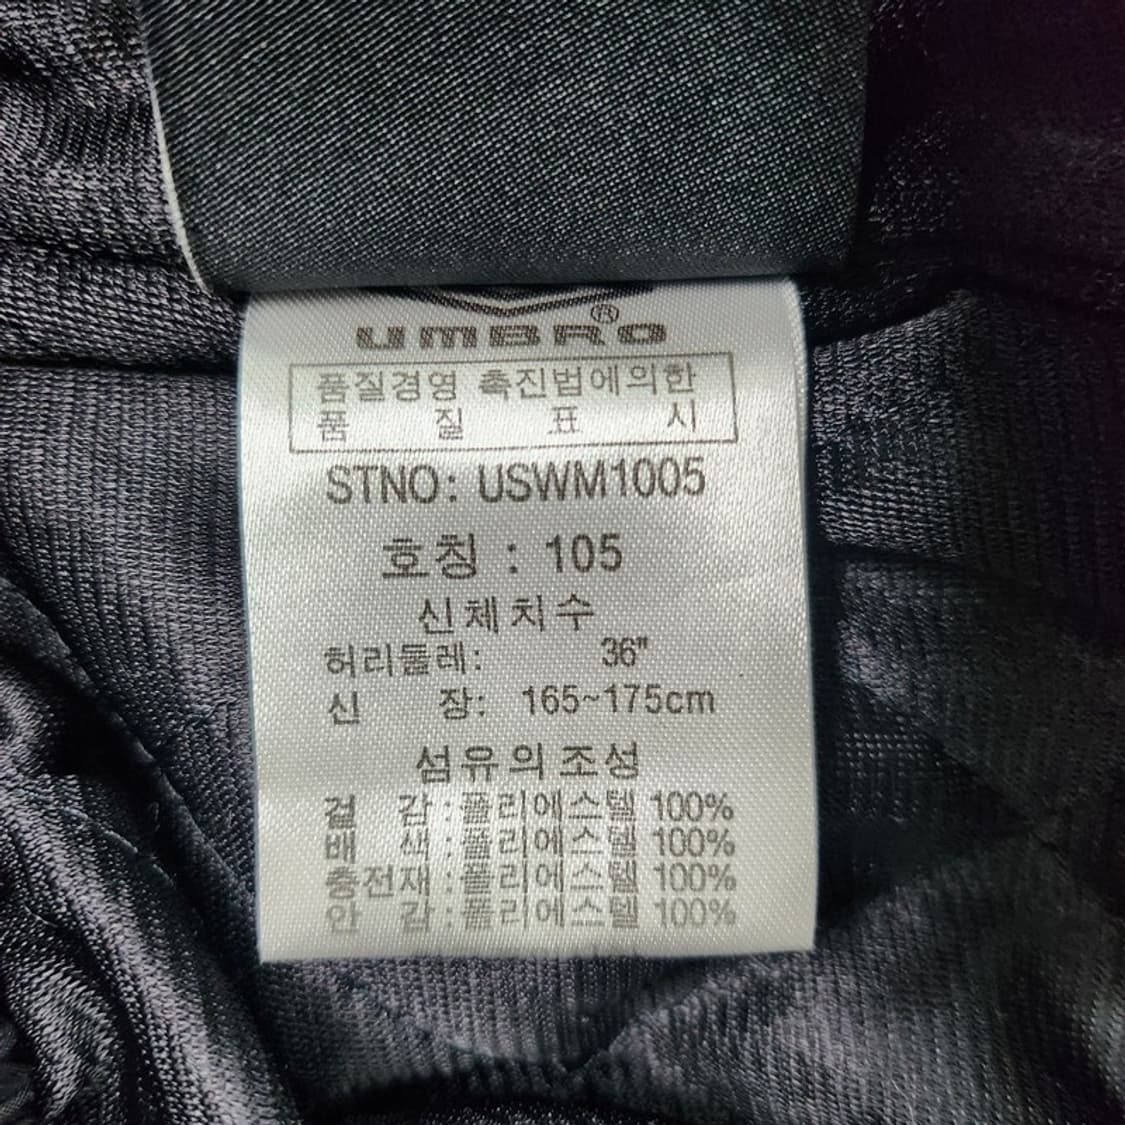 UMBRO®
품질경영 촉진법에의한
품 질 표 시
STNO: USWM1005
호칭 : 105
신체치수
허리둘레: 36"
신 장: 165~175cm
섬유의조성
겉 감 : 폴리에스텔 100%
배 색 : 폴리에스텔 100%
충전재 : 폴리에스텔 100%
안 감 : 폴리에스텔 100%